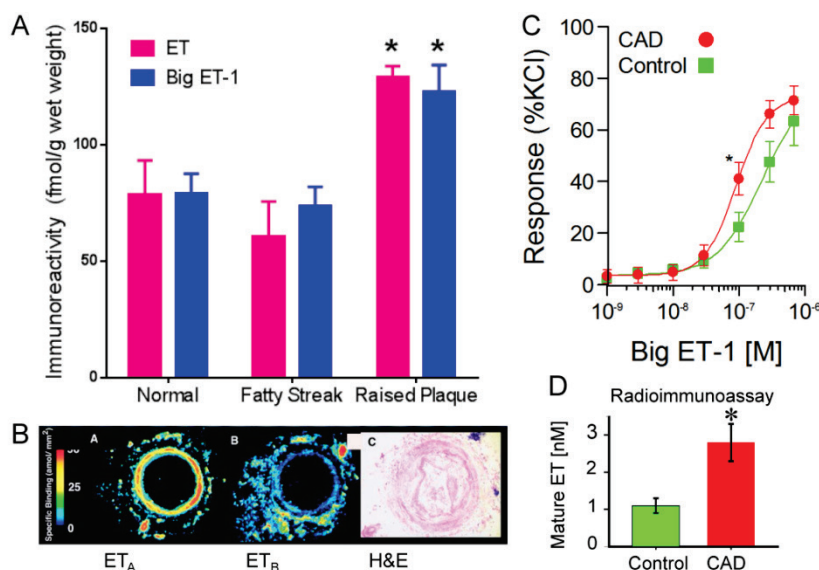 A
150
100
50
0
Immunoreactivity (fmol/g wet weight)
ET
Big ET-1
*
*
Normal
Fatty Streak
Raised Plaque
B
Specific Binding (amol/ mm²)
25
0
A
B
C
ET_A
ET_B
H&E
C
CAD
Control
Response (%KCl)
100
80
60
40
20
0
*
10⁻⁹
10⁻⁸
10⁻⁷
10⁻⁶
Big ET-1 [M]
D
Radioimmunoassay
Mature ET [nM]
3
2
1
0
*
Control
CAD